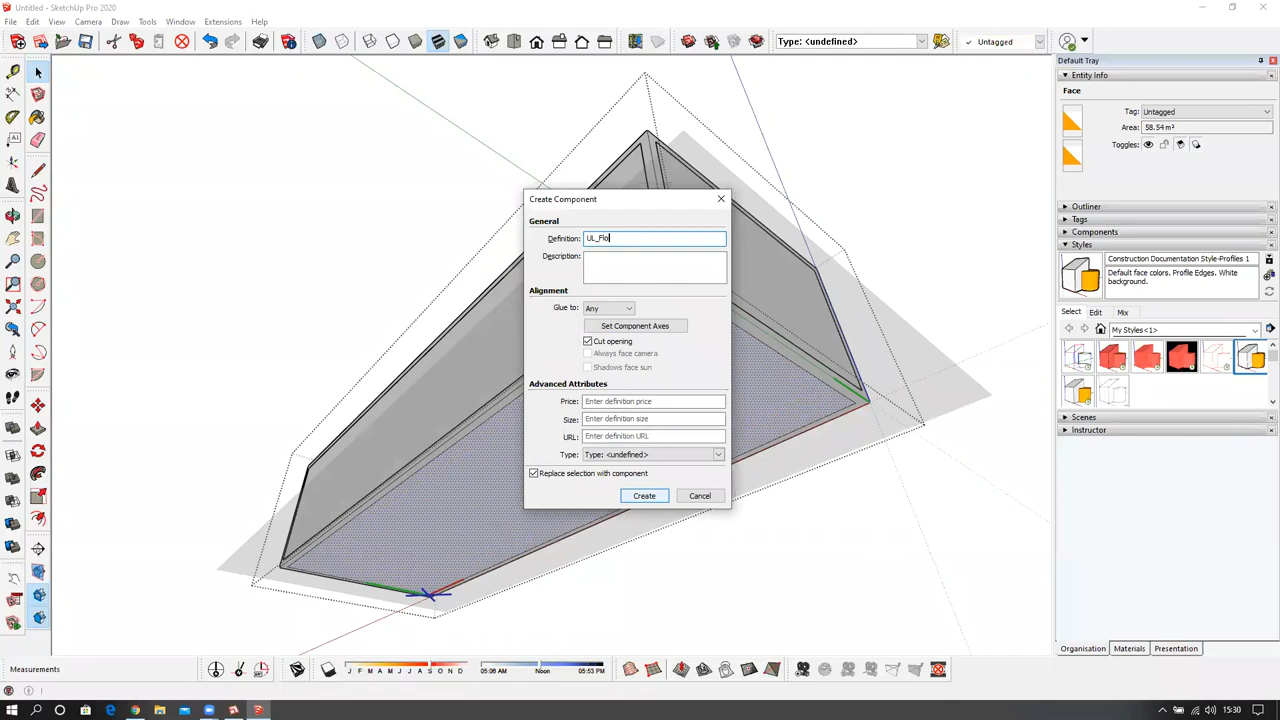 Untitled - SketchUp Pro 2020
File Edit View Camera Draw Tools Window Extensions Help
Type: <undefined>
Untagged
Default Tray
Entity Info
Face
Tag: Untagged
Area: 58.54 m²
Toggles:
Outliner
Tags
Components
Styles
Construction Documentation Style-Profiles 1
Default face colors. Profile Edges. White
background.
Select Edit Mix
My Styles<1>
Scenes
Instructor
Create Component
General
Definition: UL_Flo
Description:
Alignment
Glue to: Any
Set Component Axes
Cut opening
Always face camera
Shadows face sun
Advanced Attributes
Price: Enter definition price
Size: Enter definition size
URL: Enter definition URL
Type: Type: <undefined>
Replace selection with component
Create Cancel
Organisation Materials Presentation
Measurements
J F M A M J J A S O N D
05:06 AM Noon 05:53 PM
15:30